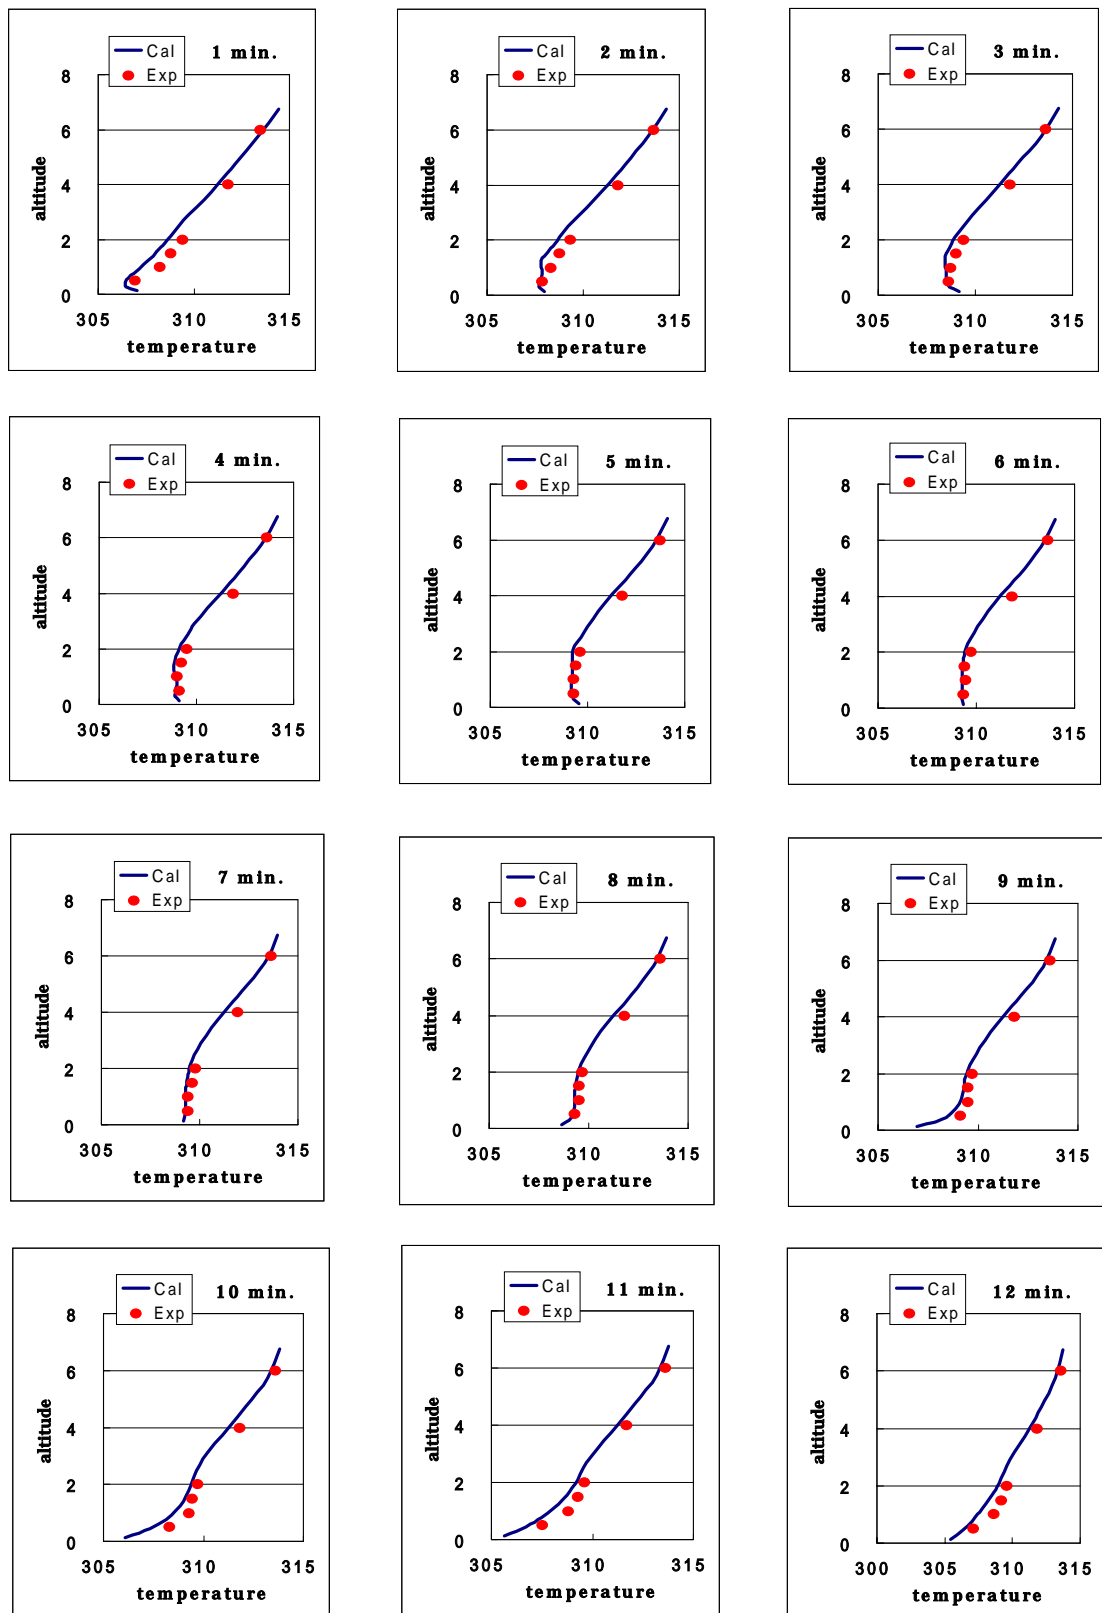 Cal 1 min.
Exp
8
6
4
2
0
altitude
305 310 315
temperature
Cal 2 min.
Exp
8
6
4
2
0
altitude
305 310 315
temperature
Cal 3 min.
Exp
8
6
4
2
0
altitude
305 310 315
temperature
Cal 4 min.
Exp
8
6
4
2
0
altitude
305 310 315
temperature
Cal 5 min.
Exp
8
6
4
2
0
altitude
305 310 315
temperature
Cal 6 min.
Exp
8
6
4
2
0
altitude
305 310 315
temperature
Cal 7 min.
Exp
8
6
4
2
0
altitude
305 310 315
temperature
Cal 8 min.
Exp
8
6
4
2
0
altitude
305 310 315
temperature
Cal 9 min.
Exp
8
6
4
2
0
altitude
305 310 315
temperature
Cal 10 min.
Exp
8
6
4
2
0
altitude
305 310 315
temperature
Cal 11 min.
Exp
8
6
4
2
0
altitude
305 310 315
temperature
Cal 12 min.
Exp
8
6
4
2
0
altitude
300 305 310 315
temperature